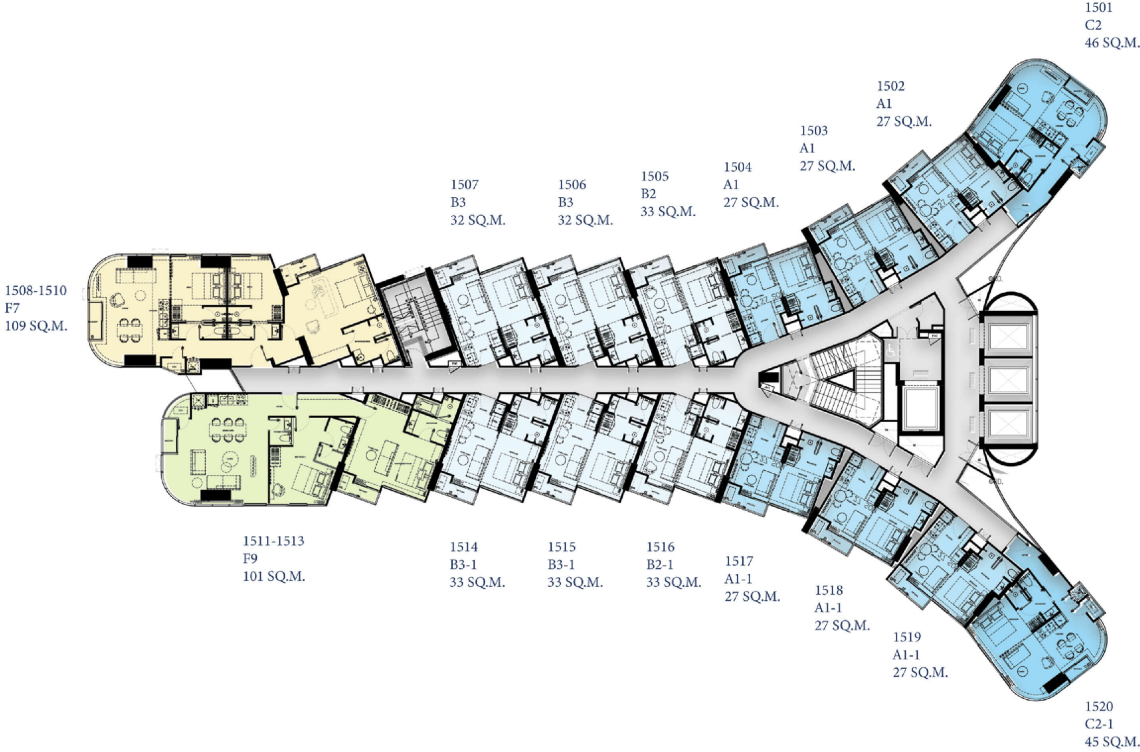 1501
C2
46 SQ.M.
1502
A1
27 SQ.M.
1503
A1
27 SQ.M.
1504
A1
27 SQ.M.
1505
B2
33 SQ.M.
1506
B3
32 SQ.M.
1507
B3
32 SQ.M.
1508-1510
F7
109 SQ.M.
1511-1513
F9
101 SQ.M.
1514
B3-1
33 SQ.M.
1515
B3-1
33 SQ.M.
1516
B2-1
33 SQ.M.
1517
A1-1
27 SQ.M.
1518
A1-1
27 SQ.M.
1519
A1-1
27 SQ.M.
1520
C2-1
45 SQ.M.